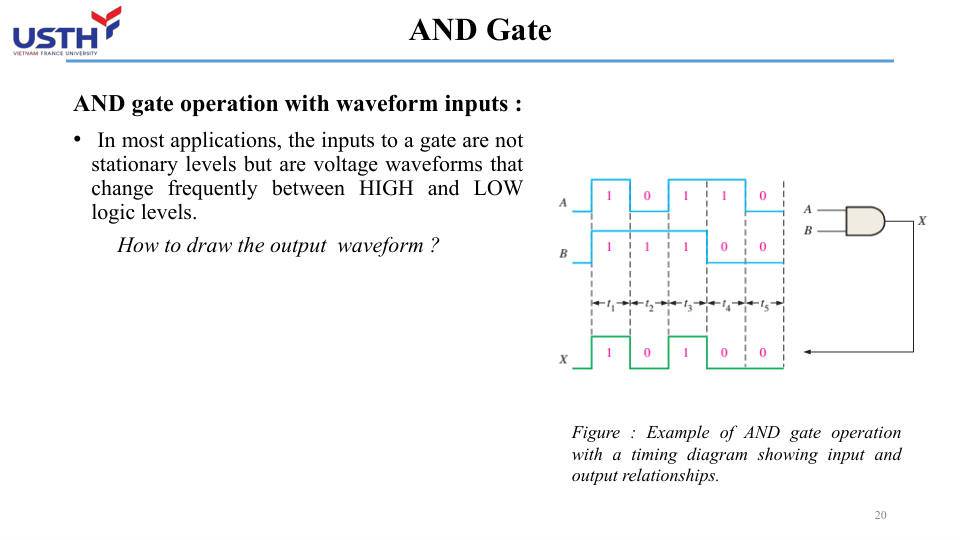 USTH
VIETNAM FRANCE UNIVERSITY
AND Gate
AND gate operation with waveform inputs :
• In most applications, the inputs to a gate are not
stationary levels but are voltage waveforms that
change frequently between HIGH and LOW
logic levels.
How to draw the output waveform ?
A 1 0 1 1 0
B 1 1 1 0 0
t1 t2 t3 t4 t5
X 1 0 1 0 0
A
B
X
Figure : Example of AND gate operation
with a timing diagram showing input and
output relationships.
20